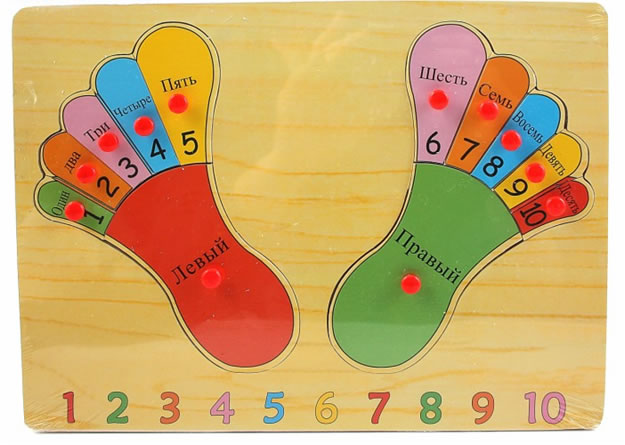 Один 1
два 2
Три 3
Четыре 4
Пять 5
Левый
Шесть 6
Семь 7
Восемь 8
Девять 9
Десять 10
Правый
1 2 3 4 5 6 7 8 9 10